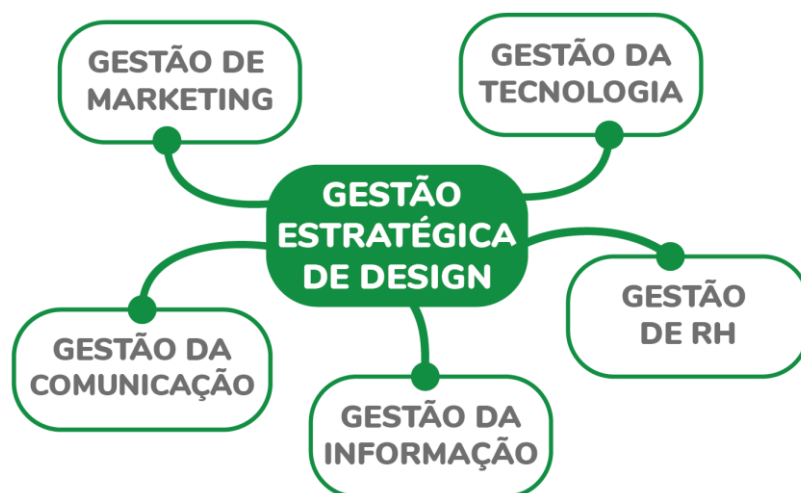 GESTÃO DE
MARKETING
GESTÃO DA
TECNOLOGIA
GESTÃO
ESTRATÉGICA
DE DESIGN
GESTÃO
DE RH
GESTÃO DA
COMUNICAÇÃO
GESTÃO DA
INFORMAÇÃO